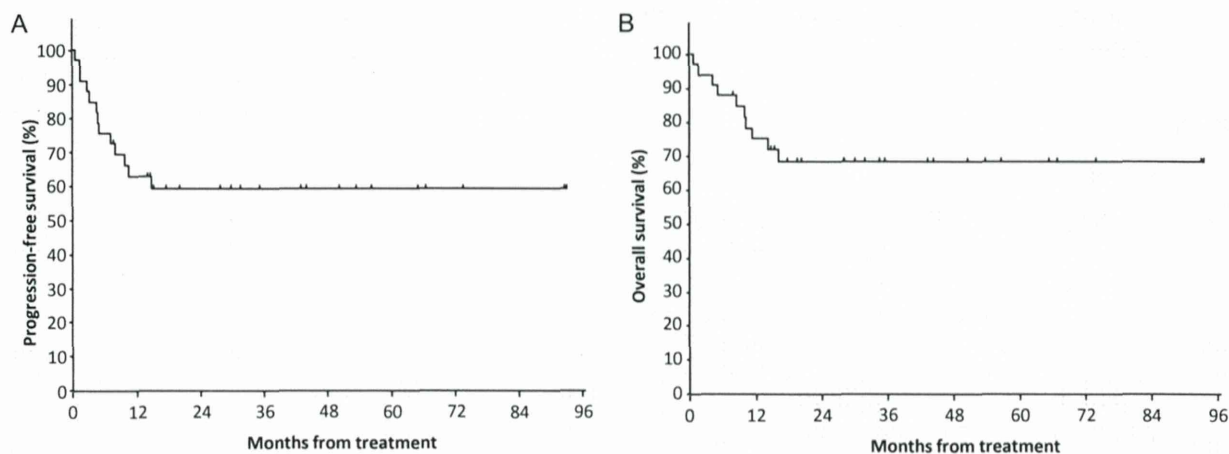 A
Progression-free survival (%)
100
90
80
70
60
50
40
30
20
10
0
0 12 24 36 48 60 72 84 96
Months from treatment
B
Overall survival (%)
100
90
80
70
60
50
40
30
20
10
0
0 12 24 36 48 60 72 84 96
Months from treatment